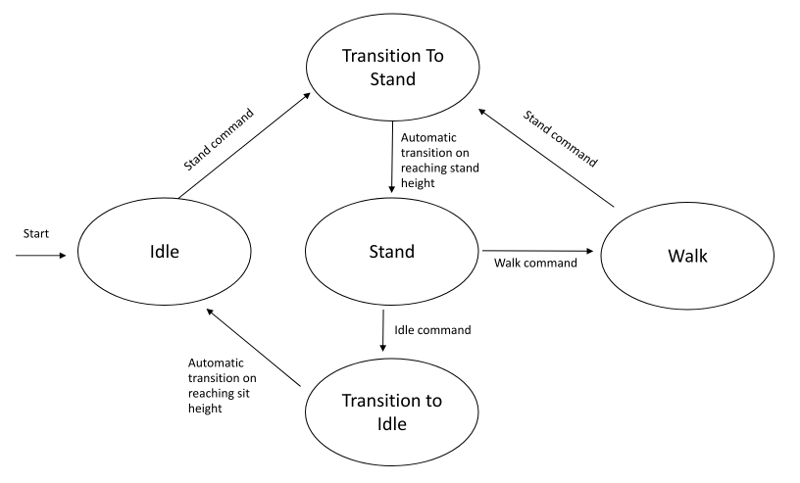 Transition To
Stand
Stand command
Stand command
Automatic
transition on
reaching stand
height
Start
Idle
Stand
Walk
Walk command
Idle command
Automatic
transition on
reaching sit
height
Transition to
Idle